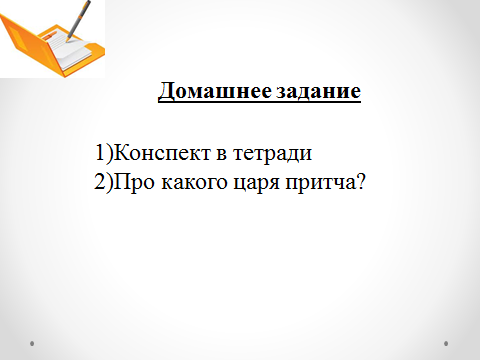 Домашнее задание
1)Конспект в тетради
2)Про какого царя притча?